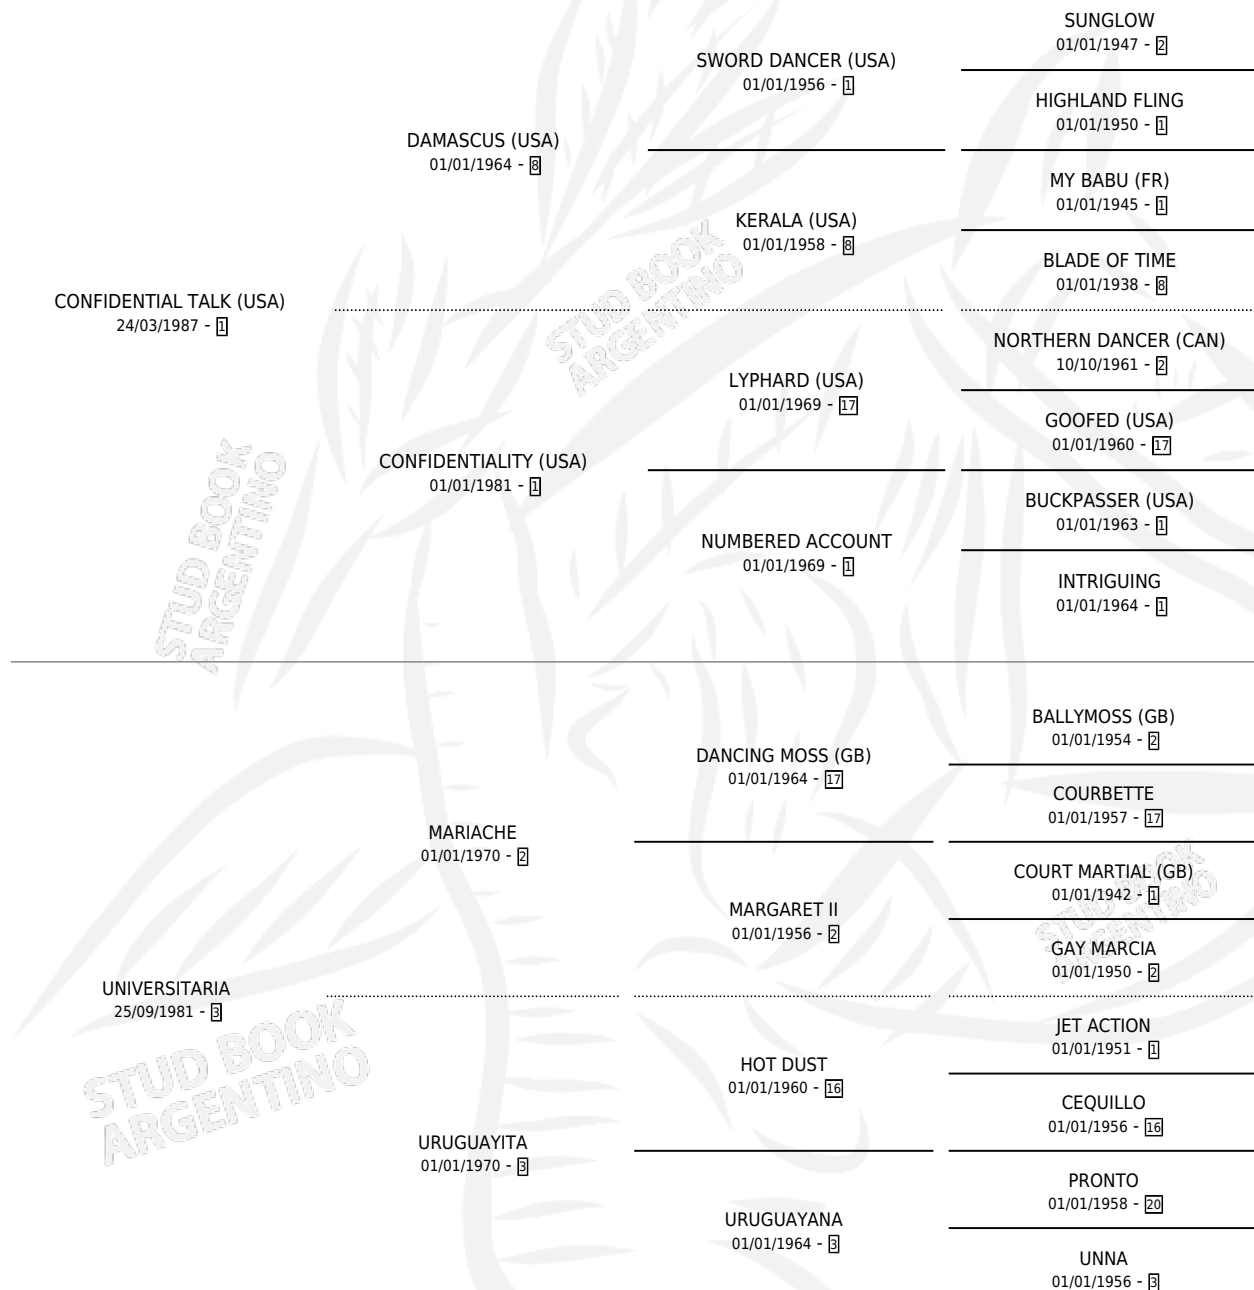 SUNGLOW
01/01/1947 - 2
SWORD DANCER (USA)
01/01/1956 - 1
HIGHLAND FLING
01/01/1950 - 1
DAMASCUS (USA)
01/01/1964 - 8
MY BABU (FR)
01/01/1945 - 1
KERALA (USA)
01/01/1958 - 8
BLADE OF TIME
01/01/1938 - 8
CONFIDENTIAL TALK (USA)
24/03/1987 - 1
NORTHERN DANCER (CAN)
10/10/1961 - 2
LYPHARD (USA)
01/01/1969 - 17
GOOFED (USA)
01/01/1960 - 17
CONFIDENTIALITY (USA)
01/01/1981 - 1
BUCKPASSER (USA)
01/01/1963 - 1
NUMBERED ACCOUNT
01/01/1969 - 1
INTRIGUING
01/01/1964 - 1
BALLYMOSS (GB)
01/01/1954 - 2
DANCING MOSS (GB)
01/01/1964 - 17
COURBETTE
01/01/1957 - 17
MARIACHE
01/01/1970 - 2
COURT MARTIAL (GB)
01/01/1942 - 1
MARGARET II
01/01/1956 - 2
GAY MARCIA
01/01/1950 - 2
UNIVERSITARIA
25/09/1981 - 3
JET ACTION
01/01/1951 - 1
HOT DUST
01/01/1960 - 16
CEQUILLO
01/01/1956 - 16
URUGUAYITA
01/01/1970 - 3
PRONTO
01/01/1958 - 20
URUGUAYANA
01/01/1964 - 3
UNNA
01/01/1956 - 3
STUD BOOK
ARGENTINO
STUD BOOK
ARGENTINO
STUD BOOK
ARGENTINO
STUD BOOK
ARGENTINO